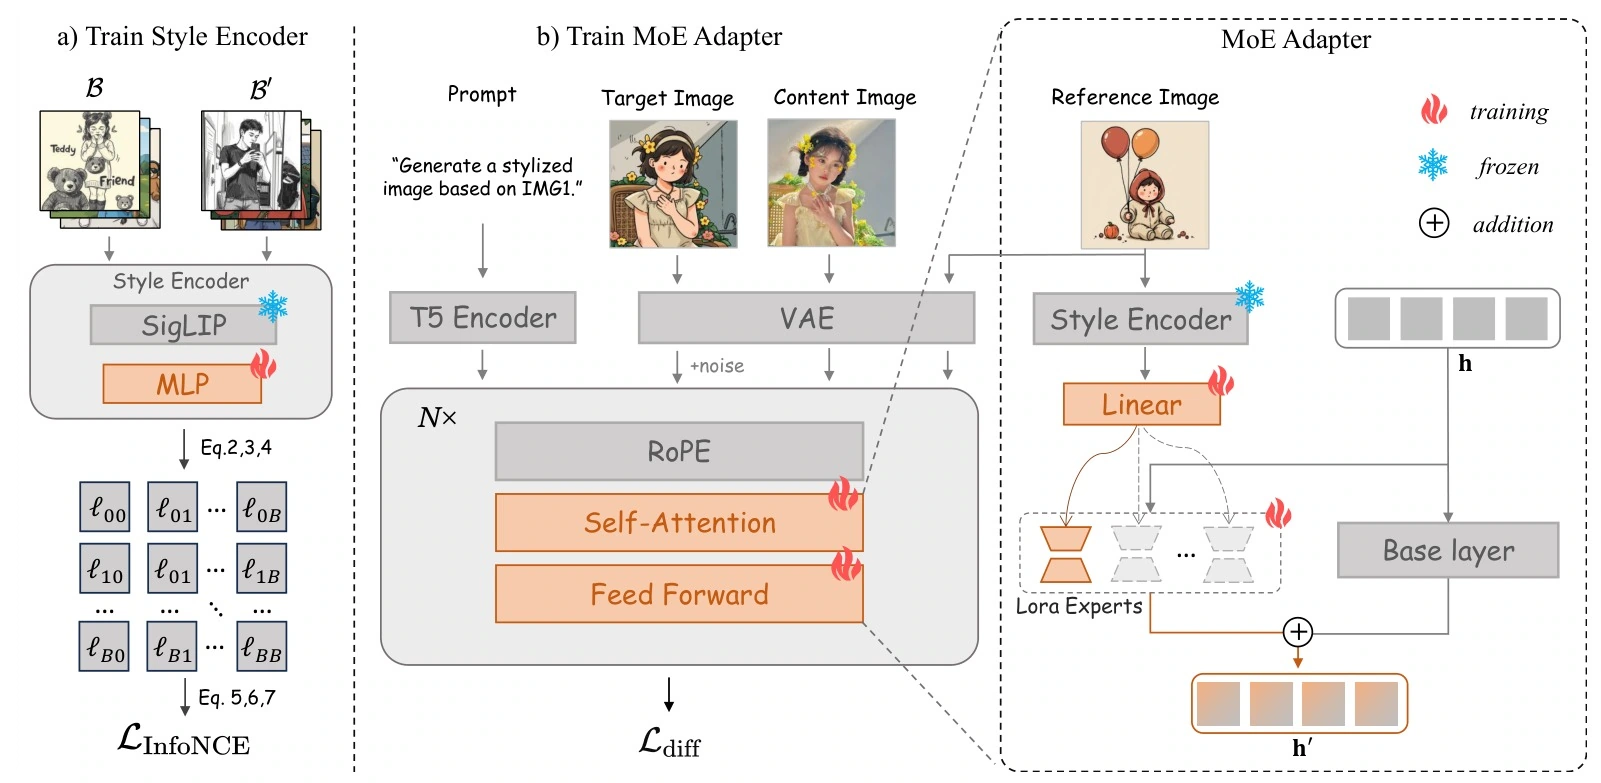 a) Train Style Encoder
ℬ
ℬ′
Teddy
Friend
Style Encoder
SigLIP
MLP
Eq.2,3,4
ℓ00 ℓ01 ... ℓ0B
ℓ10 ℓ01 ... ℓ1B
... ⋱ ...
ℓB0 ℓB1 ... ℓBB
Eq. 5,6,7
ℒInfoNCE
b) Train MoE Adapter
Prompt
Target Image
Content Image
"Generate a stylized
image based on IMG1."
T5 Encoder
VAE
+noise
N×
RoPE
Self-Attention
Feed Forward
ℒdiff
MoE Adapter
Reference Image
training
frozen
addition
Style Encoder
h
Linear
...
Base layer
Lora Experts
h′